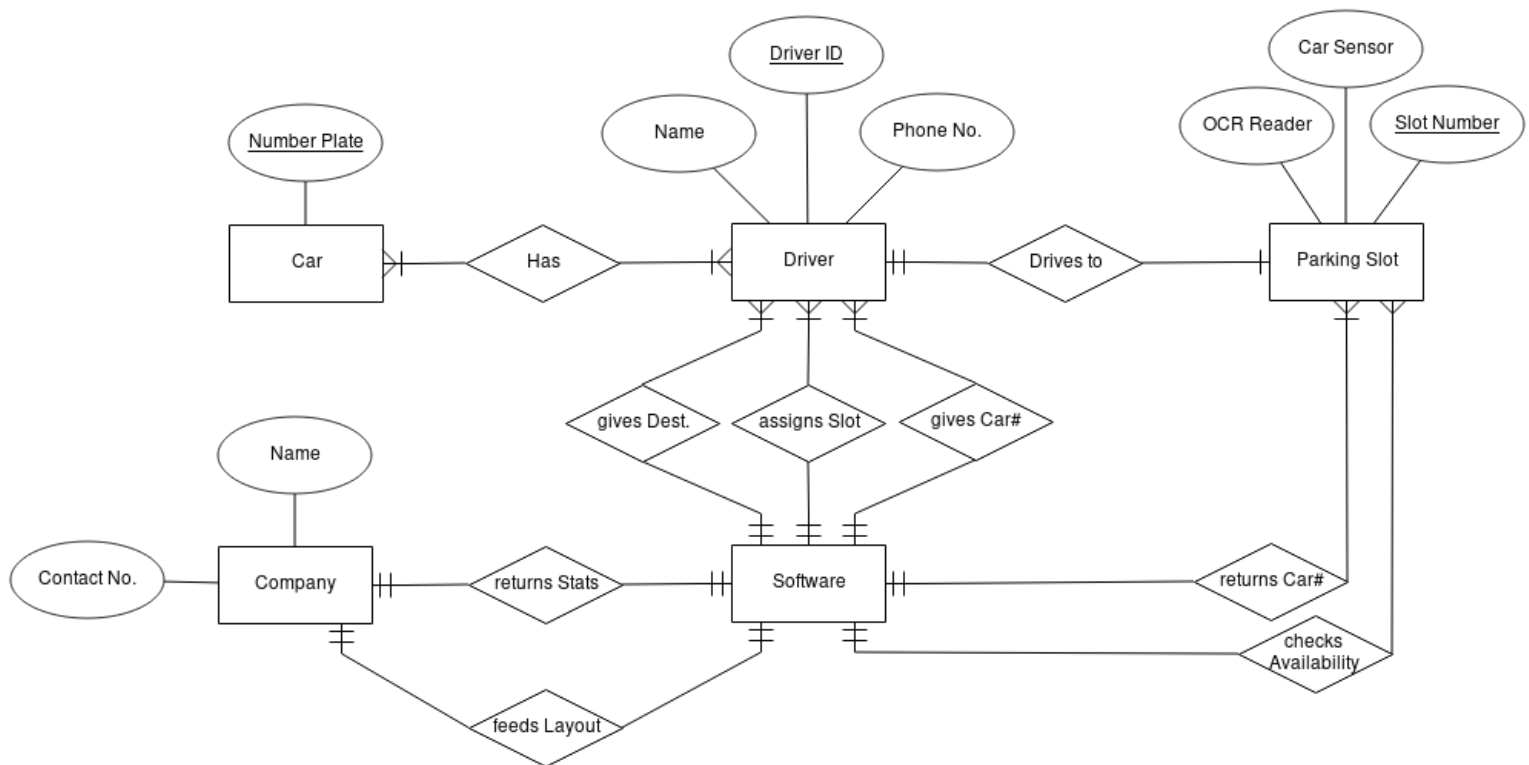 Driver ID
Car Sensor
Number Plate
Name
Phone No.
OCR Reader
Slot Number
Car
Has
Driver
Drives to
Parking Slot
gives Dest.
assigns Slot
gives Car#
Name
Contact No.
Company
returns Stats
Software
returns Car#
checks
Availability
feeds Layout